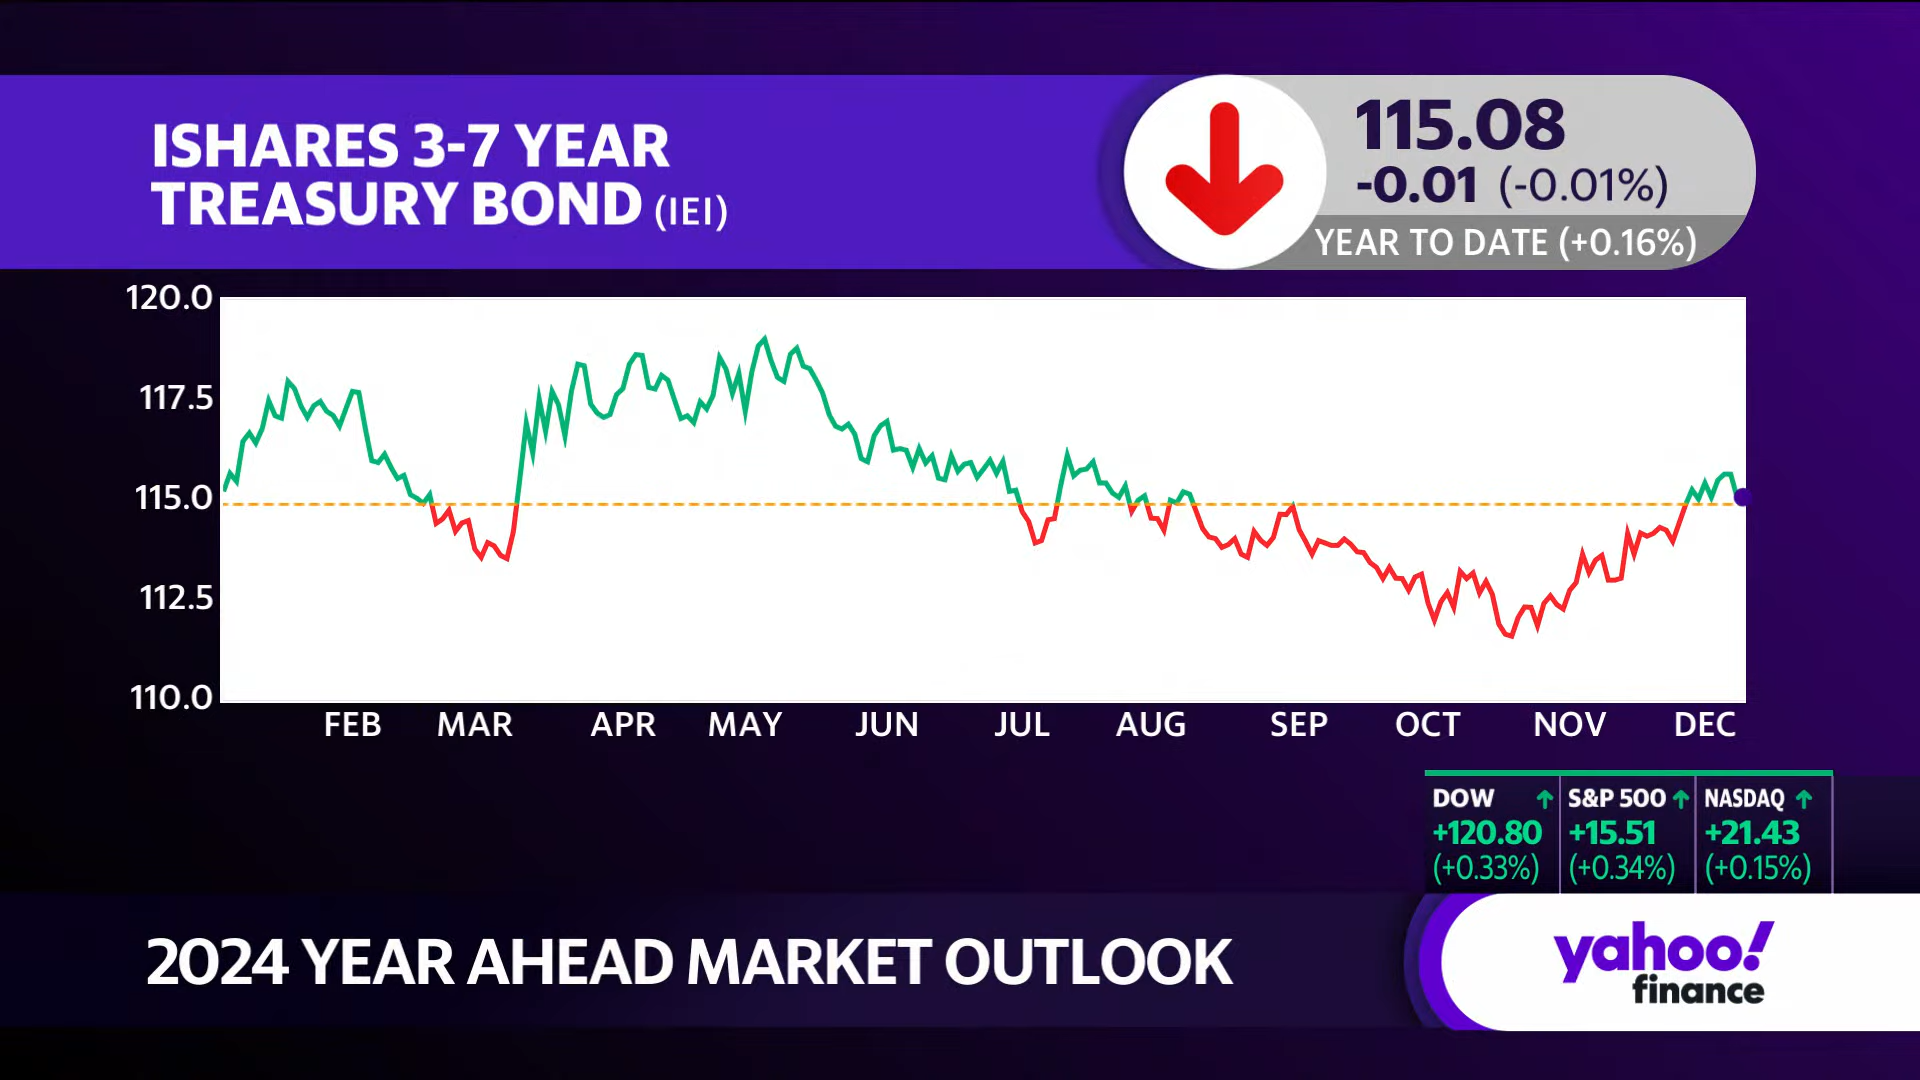 ISHARES 3-7 YEAR
TREASURY BOND (IEI)
115.08
-0.01 (-0.01%)
YEAR TO DATE (+0.16%)
120.0
117.5
115.0
112.5
110.0
FEB MAR APR MAY JUN JUL AUG SEP OCT NOV DEC
DOW S&P 500 NASDAQ
+120.80 +15.51 +21.43
(+0.33%) (+0.34%) (+0.15%)
2024 YEAR AHEAD MARKET OUTLOOK
yahoo!
finance